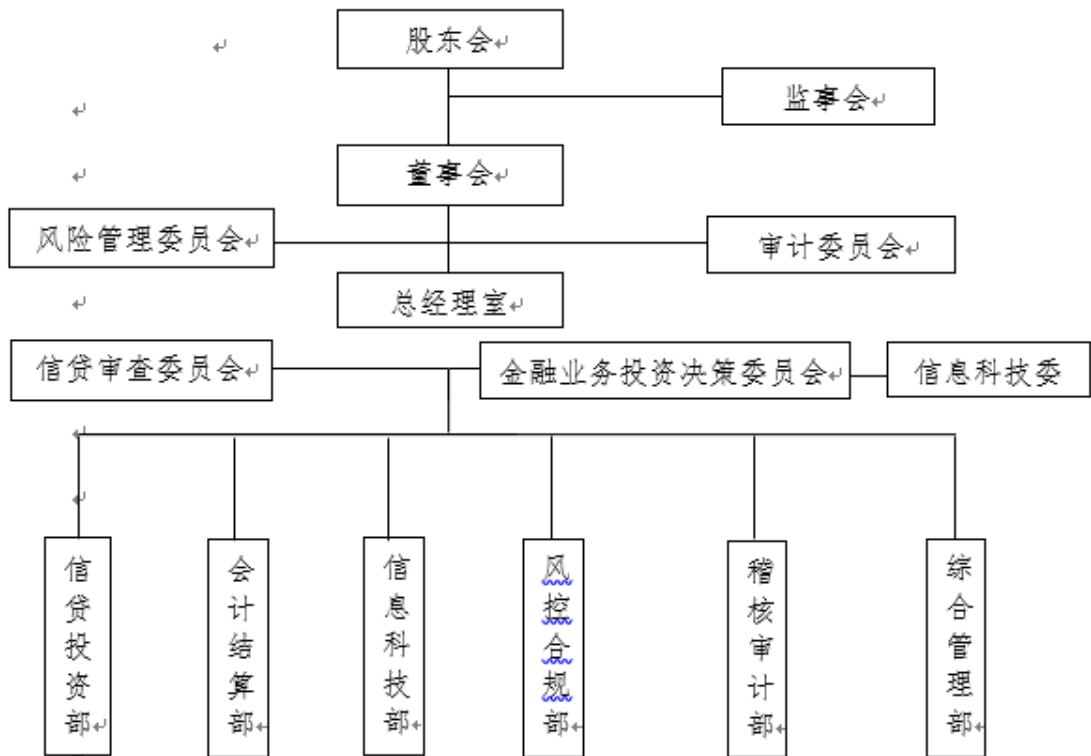 股东会
监事会
董事会
风险管理委员会
审计委员会
总经理室
信贷审查委员会
金融业务投资决策委员会
信息科技委
信贷投资部
会计结算部
信息科技部
风控合规部
稽核审计部
综合管理部